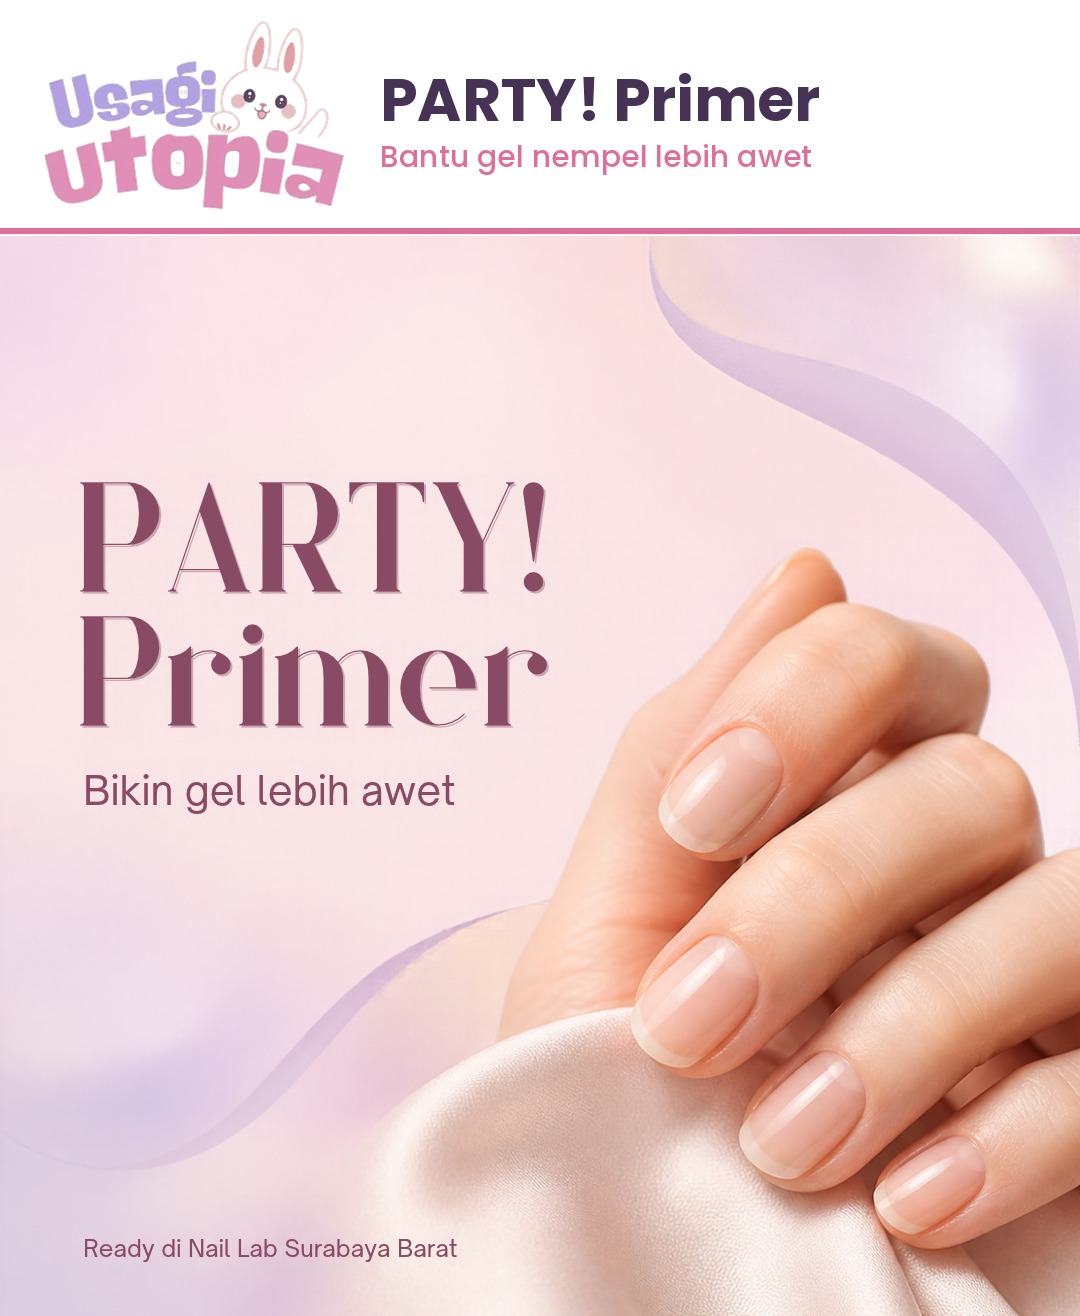 Usagi
Utopia
PARTY! Primer
Bantu gel nempel lebih awet
PARTY!
Primer
Bikin gel lebih awet
Ready di Nail Lab Surabaya Barat